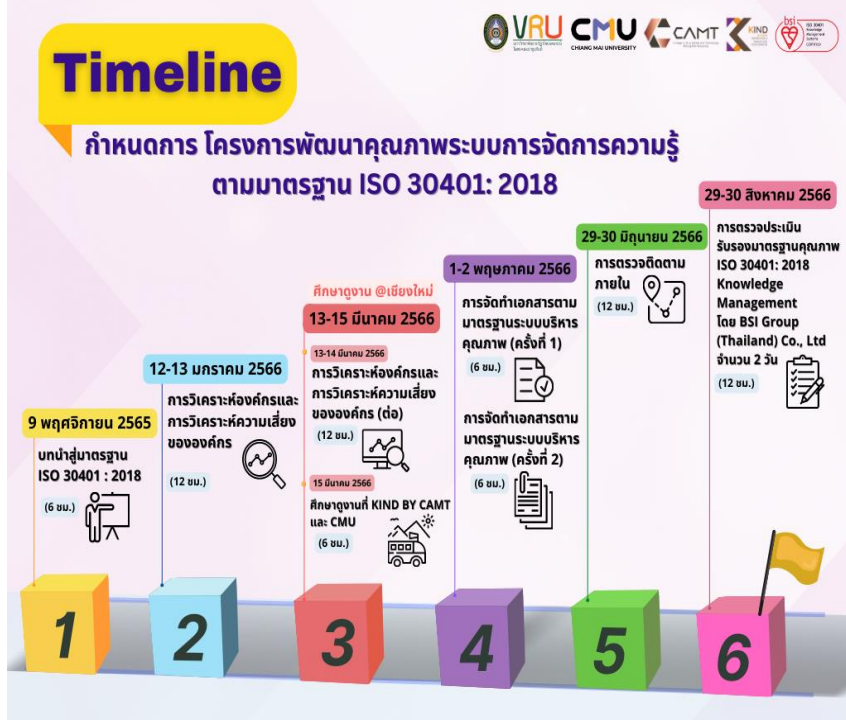 VRU
CMU
CHIANG MAI UNIVERSITY
CAMT
KIND
bsi
ISO 30401
Knowledge
Management
Systems
CERTIFIED
Timeline
กำหนดการ โครงการพัฒนาคุณภาพระบบการจัดการความรู้
ตามมาตรฐาน ISO 30401: 2018
9 พฤศจิกายน 2565
บทนำสู่มาตรฐาน
ISO 30401 : 2018
(6 ชม.)
12-13 มกราคม 2566
การวิเคราะห์องค์กรและ
การวิเคราะห์ความเสี่ยง
ขององค์กร
(12 ชม.)
ศึกษาดูงาน @เชียงใหม่
13-15 มีนาคม 2566
13-14 มีนาคม 2566
การวิเคราะห์องค์กรและ
การวิเคราะห์ความเสี่ยง
ขององค์กร (ต่อ)
(12 ชม.)
15 มีนาคม 2566
ศึกษาดูงานที่ KIND BY CAMT
และ CMU
(6 ชม.)
1-2 พฤษภาคม 2566
การจัดทำเอกสารตาม
มาตรฐานระบบบริหาร
คุณภาพ (ครั้งที่ 1)
(6 ชม.)
การจัดทำเอกสารตาม
มาตรฐานระบบบริหาร
คุณภาพ (ครั้งที่ 2)
(6 ชม.)
29-30 มิถุนายน 2566
การตรวจติดตาม
ภายใน
(12 ชม.)
29-30 สิงหาคม 2566
การตรวจประเมิน
รับรองมาตรฐานคุณภาพ
ISO 30401: 2018
Knowledge
Management
โดย BSI Group
(Thailand) Co., Ltd
จำนวน 2 วัน
(12 ชม.)
1
2
3
4
5
6